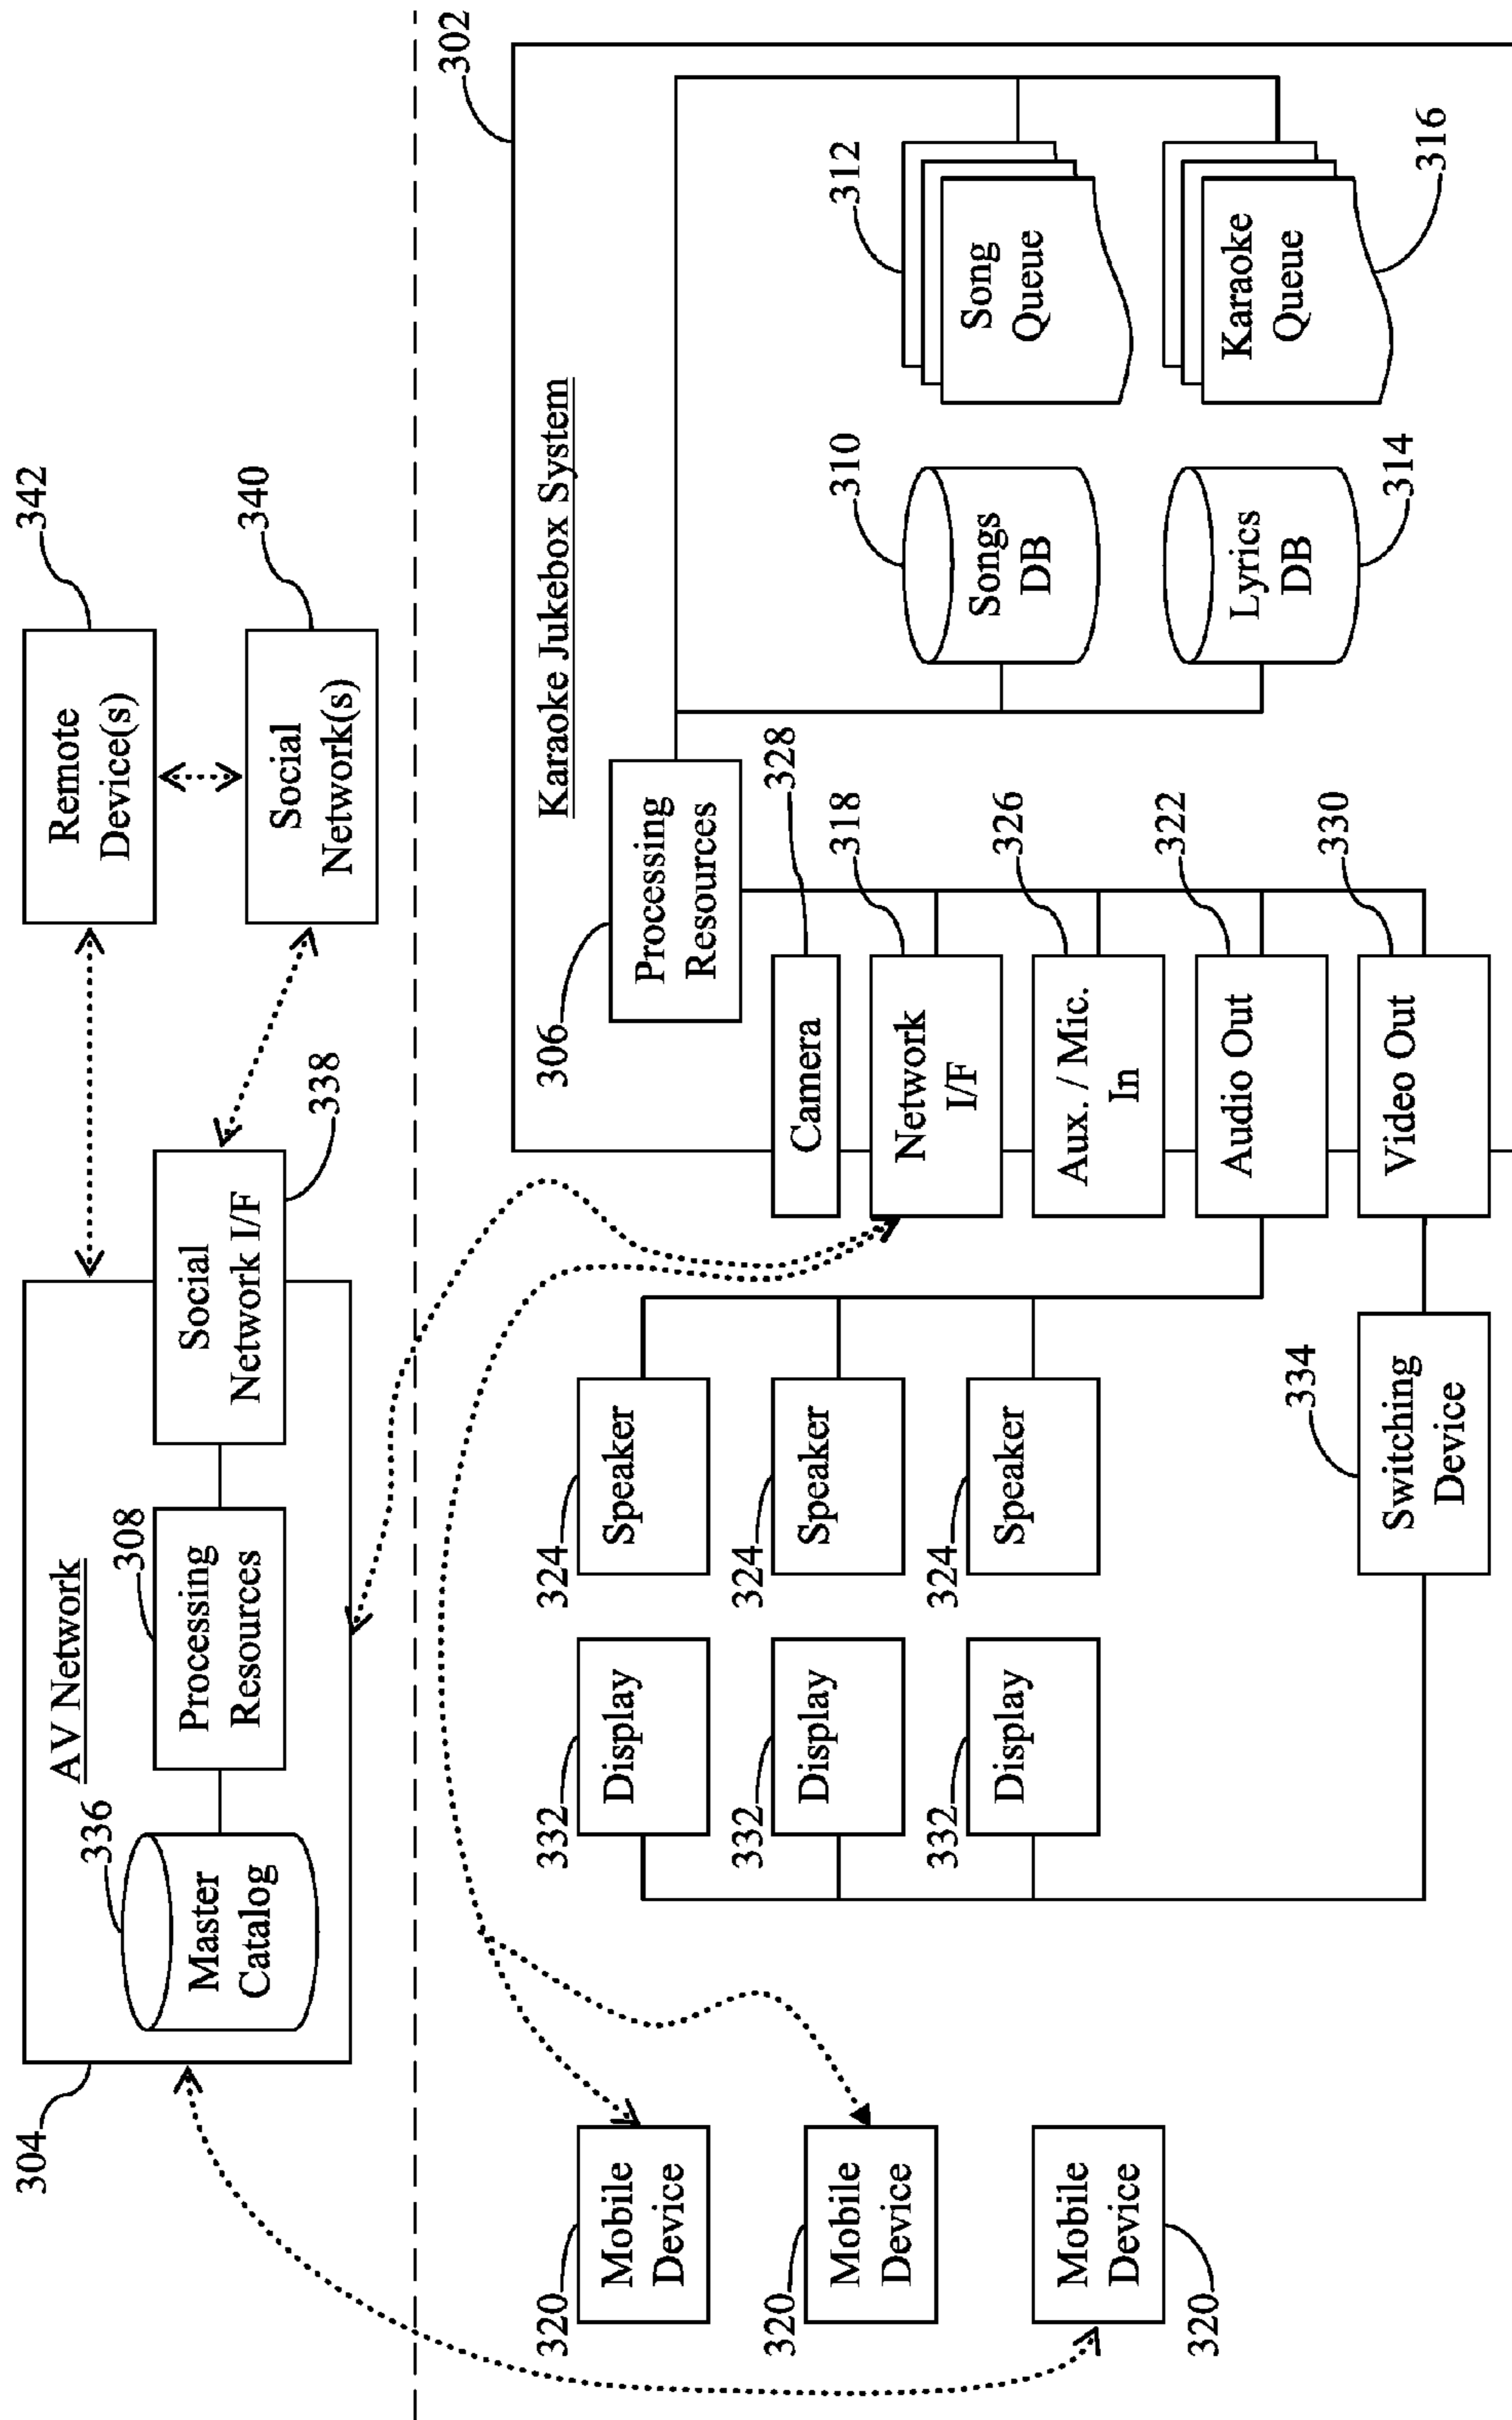 304
AV Network
336
Master
Catalog
308
Processing
Resources
Social
Network I/F
338
Remote
Device(s)
342
Social
Network(s)
340
320
Mobile
Device
320
Mobile
Device
Mobile
Device
320
332
Display
332
Display
332
Display
324
Speaker
324
Speaker
324
Speaker
334
Switching
Device
302
Karaoke Jukebox System
306
Processing
Resources
Camera
328
Network
I/F
318
Aux. / Mic.
In
326
Audio Out
322
Video Out
330
Songs
DB
310
Song
Queue
312
Lyrics
DB
314
Karaoke
Queue
316